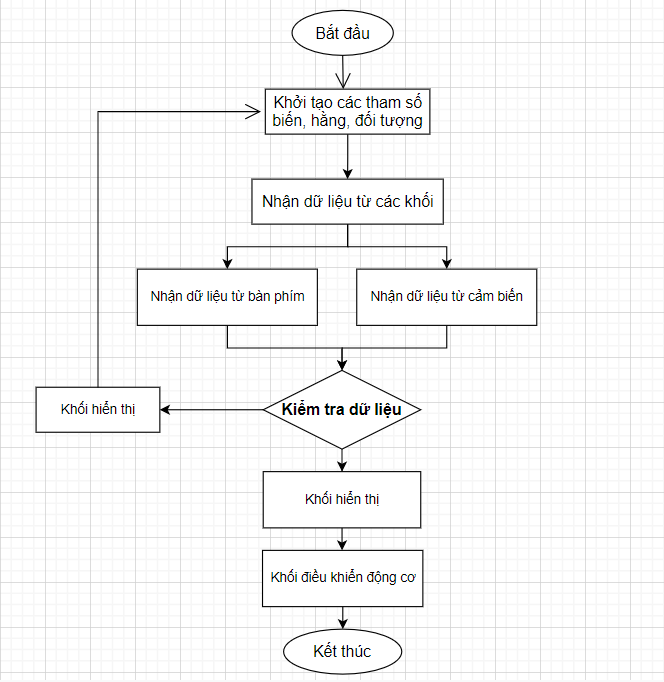 Bắt đầu
Khởi tạo các tham số
biến, hằng, đối tượng
Nhận dữ liệu từ các khối
Nhận dữ liệu từ bàn phím
Nhận dữ liệu từ cảm biến
Kiểm tra dữ liệu
Khối hiển thị
Khối hiển thị
Khối điều khiển động cơ
Kết thúc